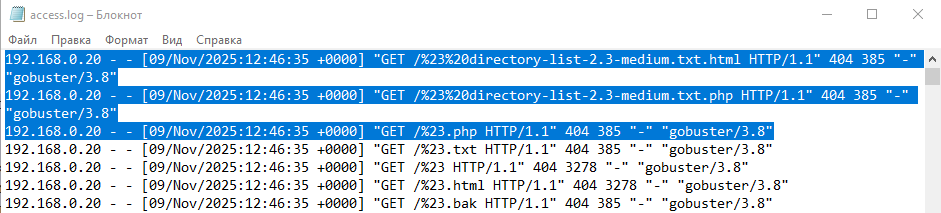 access.log – Блокнот
Файл Правка Формат Вид Справка
192.168.0.20 - - [09/Nov/2025:12:46:35 +0000] "GET /%23%20directory-list-2.3-medium.txt.html HTTP/1.1" 404 385 "-"
"gobuster/3.8"
192.168.0.20 - - [09/Nov/2025:12:46:35 +0000] "GET /%23%20directory-list-2.3-medium.txt.php HTTP/1.1" 404 385 "-"
"gobuster/3.8"
192.168.0.20 - - [09/Nov/2025:12:46:35 +0000] "GET /%23.php HTTP/1.1" 404 385 "-" "gobuster/3.8"
192.168.0.20 - - [09/Nov/2025:12:46:35 +0000] "GET /%23.txt HTTP/1.1" 404 385 "-" "gobuster/3.8"
192.168.0.20 - - [09/Nov/2025:12:46:35 +0000] "GET /%23 HTTP/1.1" 404 3278 "-" "gobuster/3.8"
192.168.0.20 - - [09/Nov/2025:12:46:35 +0000] "GET /%23.html HTTP/1.1" 404 3278 "-" "gobuster/3.8"
192.168.0.20 - - [09/Nov/2025:12:46:35 +0000] "GET /%23.bak HTTP/1.1" 404 385 "-" "gobuster/3.8"